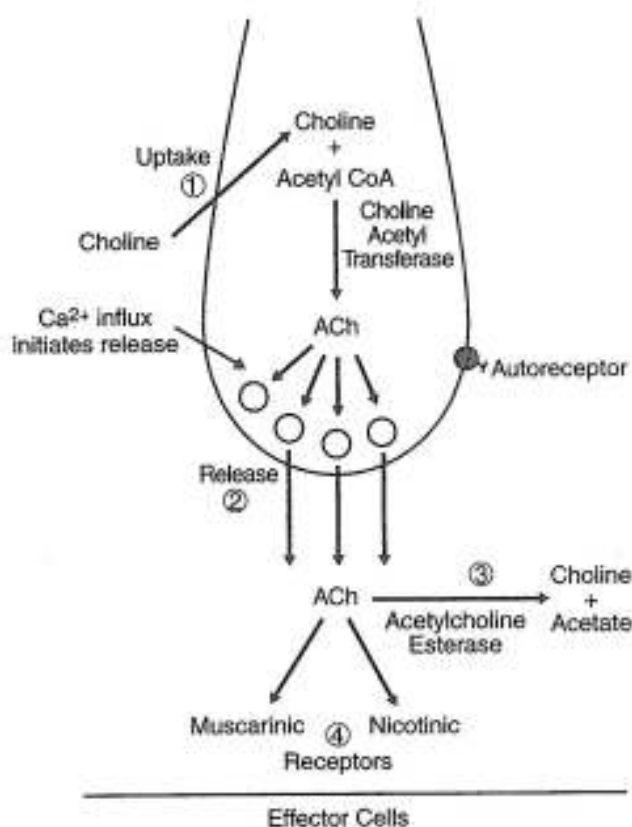 Choline
+
Acetyl CoA
Uptake
①
Choline
Choline
Acetyl
Transferase
Ca²⁺ influx
initiates release
ACh
Autoreceptor
Release
②
ACh
③
Acetylcholine
Esterase
Choline
+
Acetate
Muscarinic ④ Nicotinic
Receptors
Effector Cells